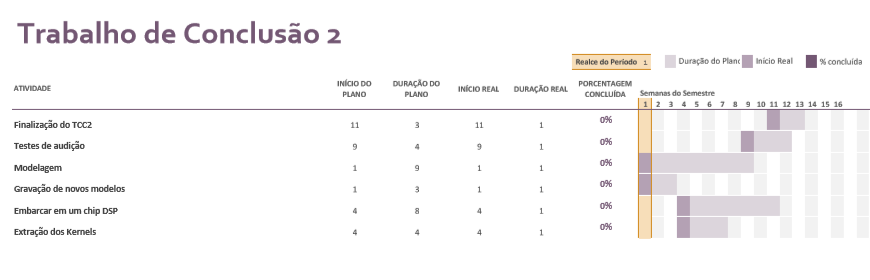 Trabalho de Conclusão 2
Realce do Período 1 Duração do Plano Início Real % concluída
ATIVIDADE INÍCIO DO PLANO DURAÇÃO DO PLANO INÍCIO REAL DURAÇÃO REAL PORCENTAGEM CONCLUÍDA Semanas do Semestre
1 2 3 4 5 6 7 8 9 10 11 12 13 14 15 16
Finalização do TCC2 11 3 11 1 0%
Testes de audição 9 4 9 1 0%
Modelagem 1 9 1 1 0%
Gravação de novos modelos 1 3 1 1 0%
Embarcar em um chip DSP 4 8 4 1 0%
Extração dos Kernels 4 4 4 1 0%